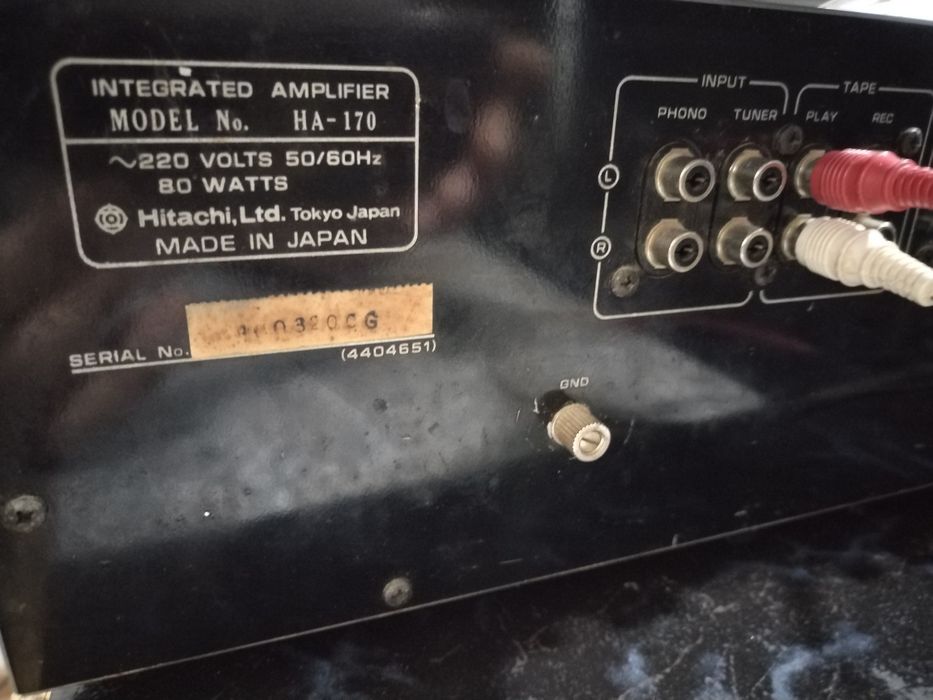 INTEGRATED AMPLIFIER
MODEL No. HA-170
~220 VOLTS 50/60Hz
80 WATTS
Hitachi, Ltd. Tokyo Japan
MADE IN JAPAN
SERIAL No.
(4404651)
INPUT
PHONO TUNER
TAPE
PLAY REC
L
R
GND